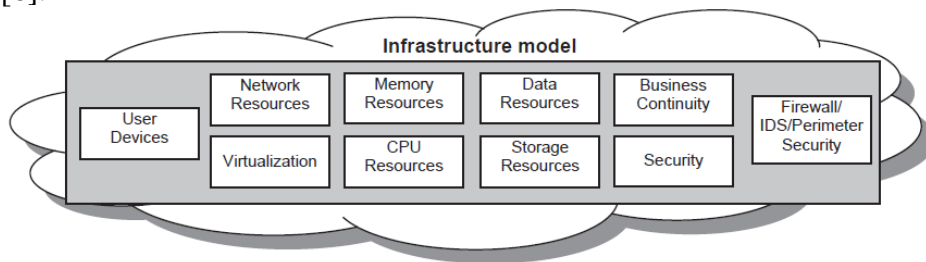 Infrastructure model
User
Devices
Network
Resources
Memory
Resources
Data
Resources
Business
Continuity
Firewall/
IDS/Perimeter
Security
Virtualization
CPU
Resources
Storage
Resources
Security